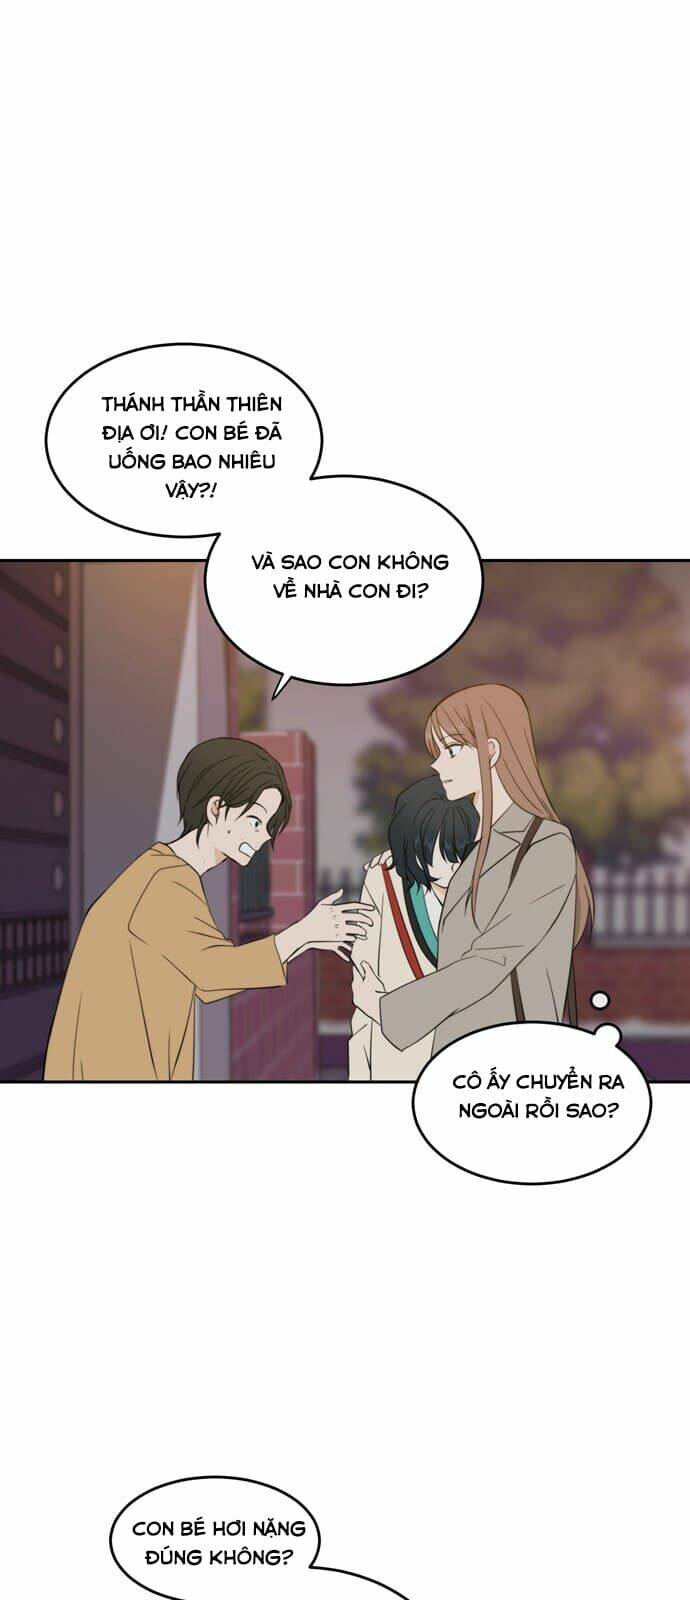 THÁNH THẦN THIÊN
ĐỊA ƠI! CON BÉ ĐÃ
UỐNG BAO NHIÊU
VẬY?!
VÀ SAO CON KHÔNG
VỀ NHÀ CON ĐI?
CÔ ẤY CHUYỂN RA
NGOÀI RỒI SAO?
CON BÉ HƠI NẶNG
ĐÚNG KHÔNG?